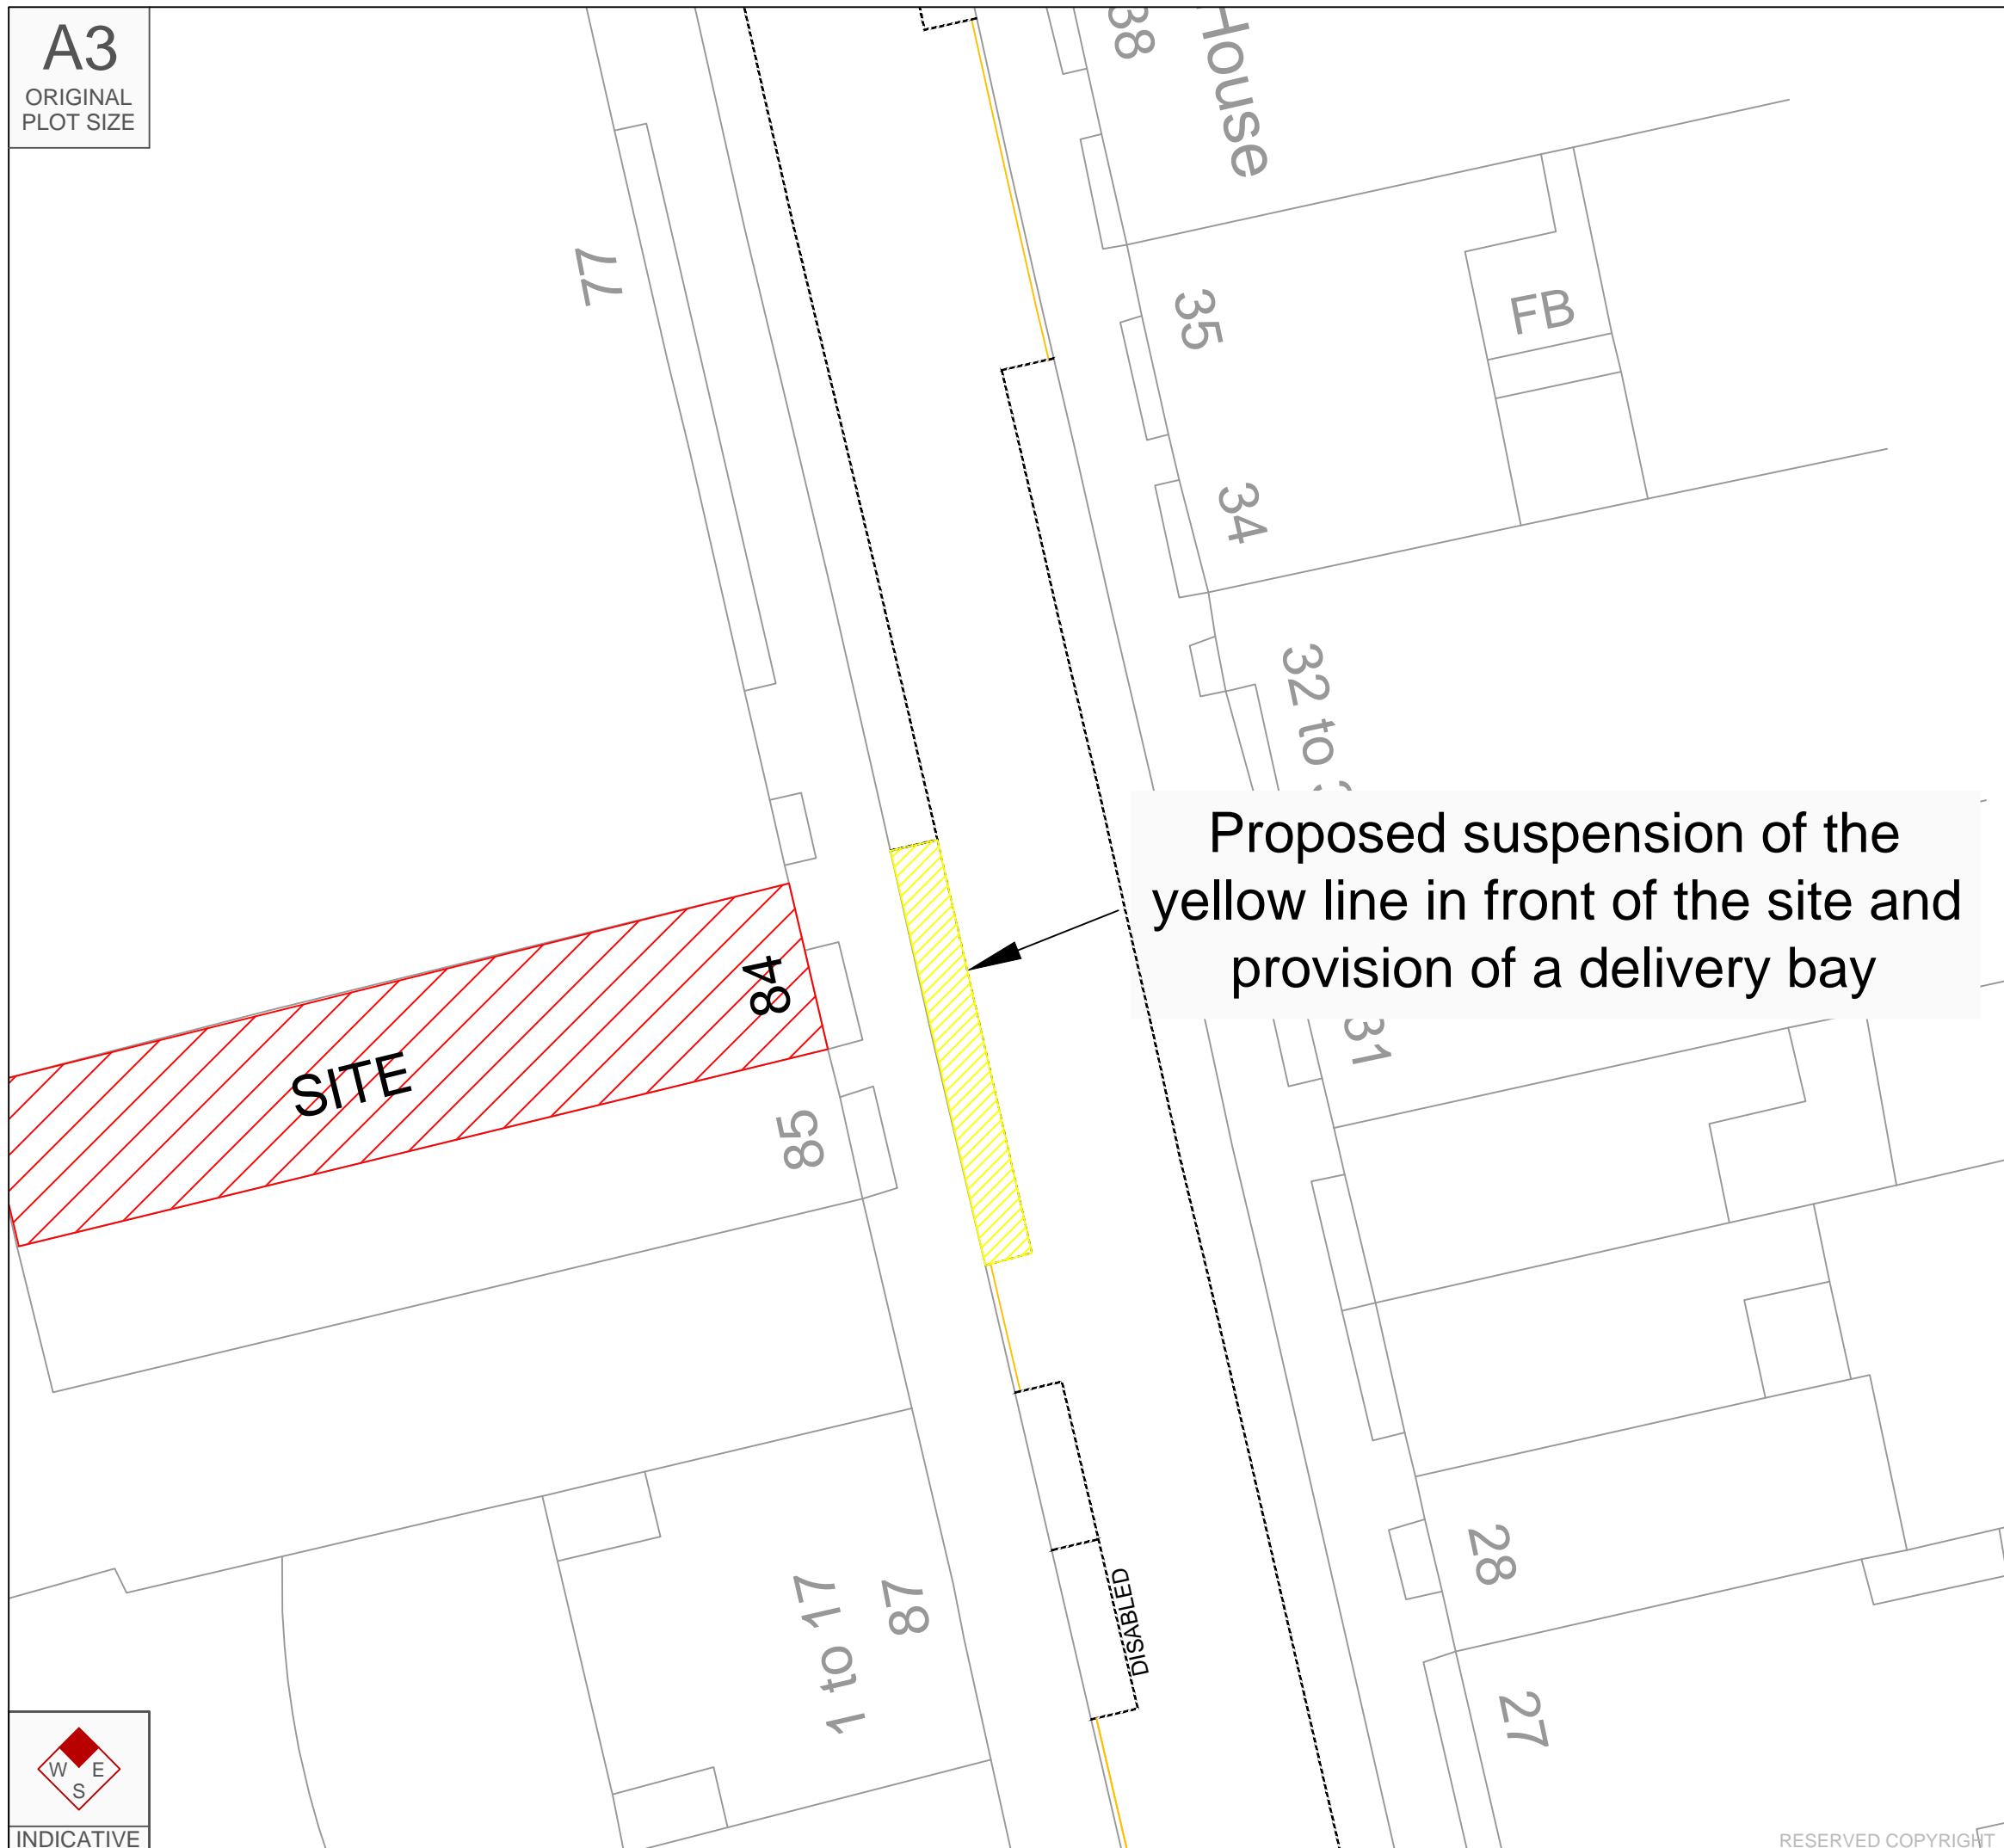 A3
ORIGINAL
PLOT SIZE
38
House
77
35
FB
34
32 to
Proposed suspension of the
yellow line in front of the site and
provision of a delivery bay
84
SITE
31
85
28
DISABLED
1 to 17
87
27
W E
S
INDICATIVE
RESERVED COPYRIGHT